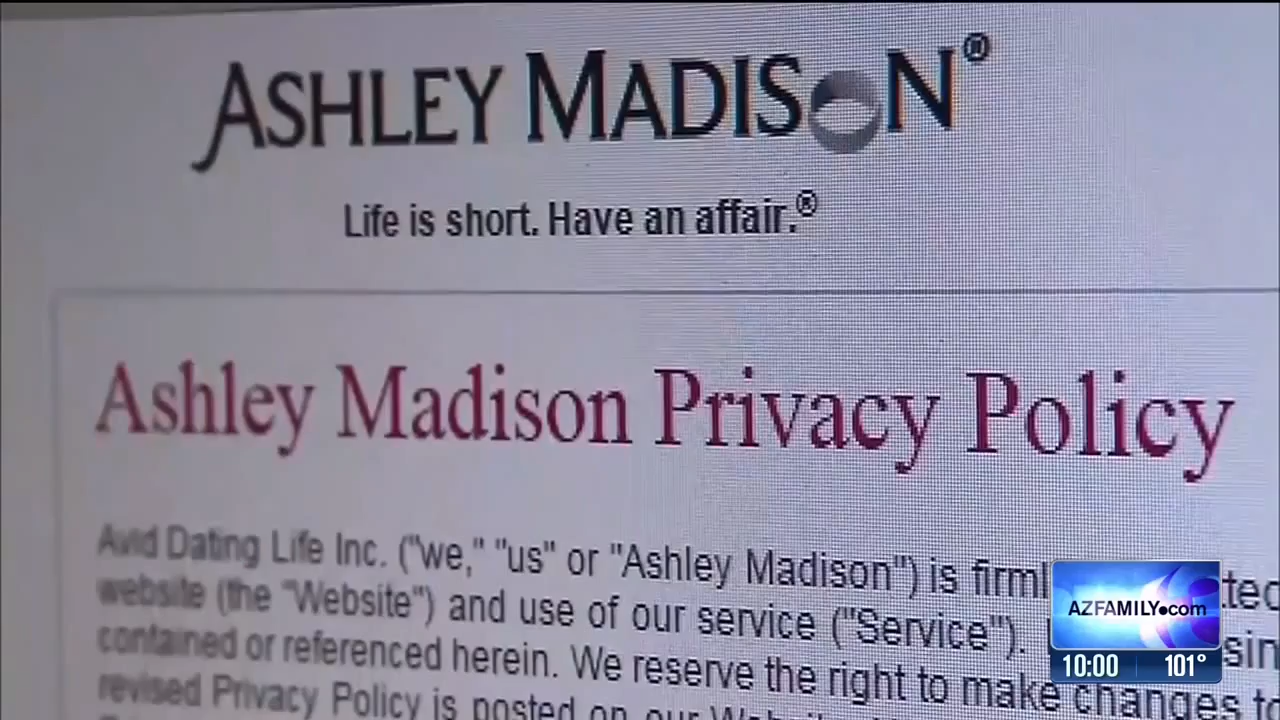 ASHLEY MADISON®
Life is short. Have an affair.®
Ashley Madison Privacy Policy
Avid Dating Life Inc. ("we," "us" or "Ashley Madison") is firml
website (the "Website") and use of our service ("Service").
contained or referenced herein. We reserve the right to make changes to
revised Privacy Policy is posted on our
AZFAMILY.com
10:00 101°